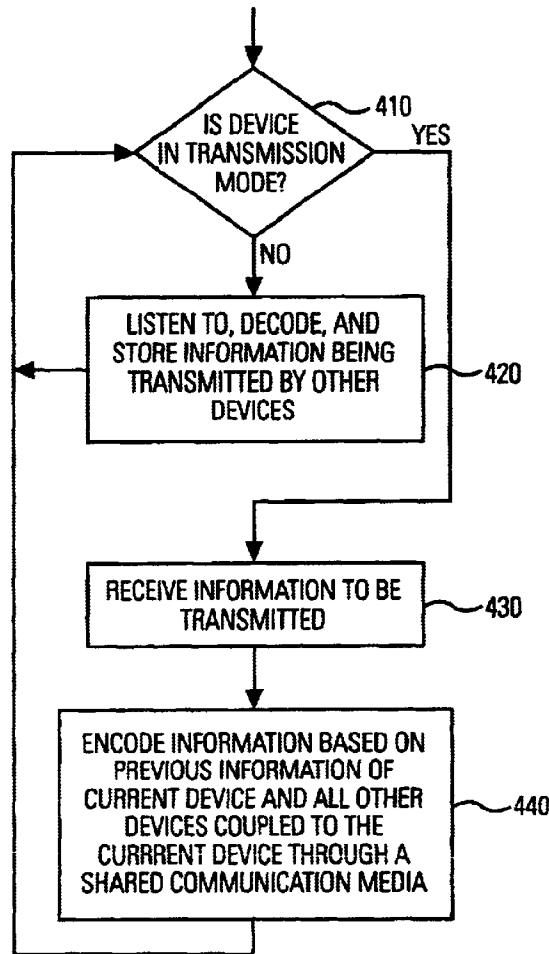 410
IS DEVICE
IN TRANSMISSION
MODE?
YES
NO
LISTEN TO, DECODE, AND
STORE INFORMATION BEING
TRANSMITTED BY OTHER
DEVICES
420
RECEIVE INFORMATION TO BE
TRANSMITTED
430
ENCODE INFORMATION BASED ON
PREVIOUS INFORMATION OF
CURRENT DEVICE AND ALL OTHER
DEVICES COUPLED TO THE
CURRRENT DEVICE THROUGH A
SHARED COMMUNICATION MEDIA
440